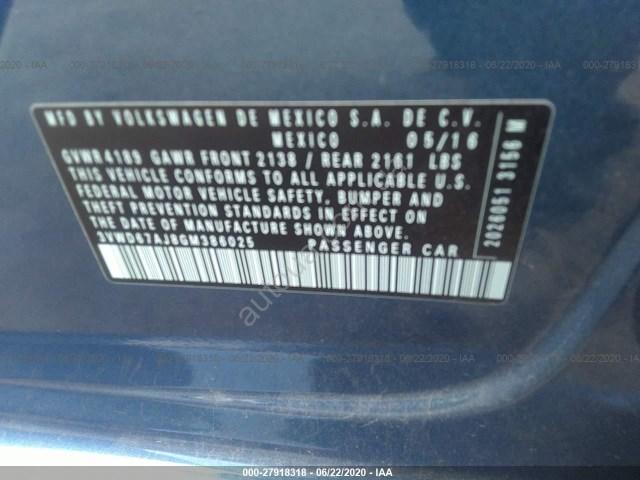 MFD BY VOLKSWAGEN DE MEXICO S.A. DE C.V.
MEXICO 05/16
GVWR 4189 GAWR FRONT 2138 / REAR 2161 LBS
THIS VEHICLE CONFORMS TO ALL APPLICABLE U.S.
FEDERAL MOTOR VEHICLE SAFETY, BUMPER AND
THEFT PREVENTION STANDARDS IN EFFECT ON
THE DATE OF MANUFACTURE SHOWN ABOVE.
3VWD67AJ8GM386025 PASSENGER CAR
2028051 3156 M
000-27918318 · 06/22/2020 - IAA